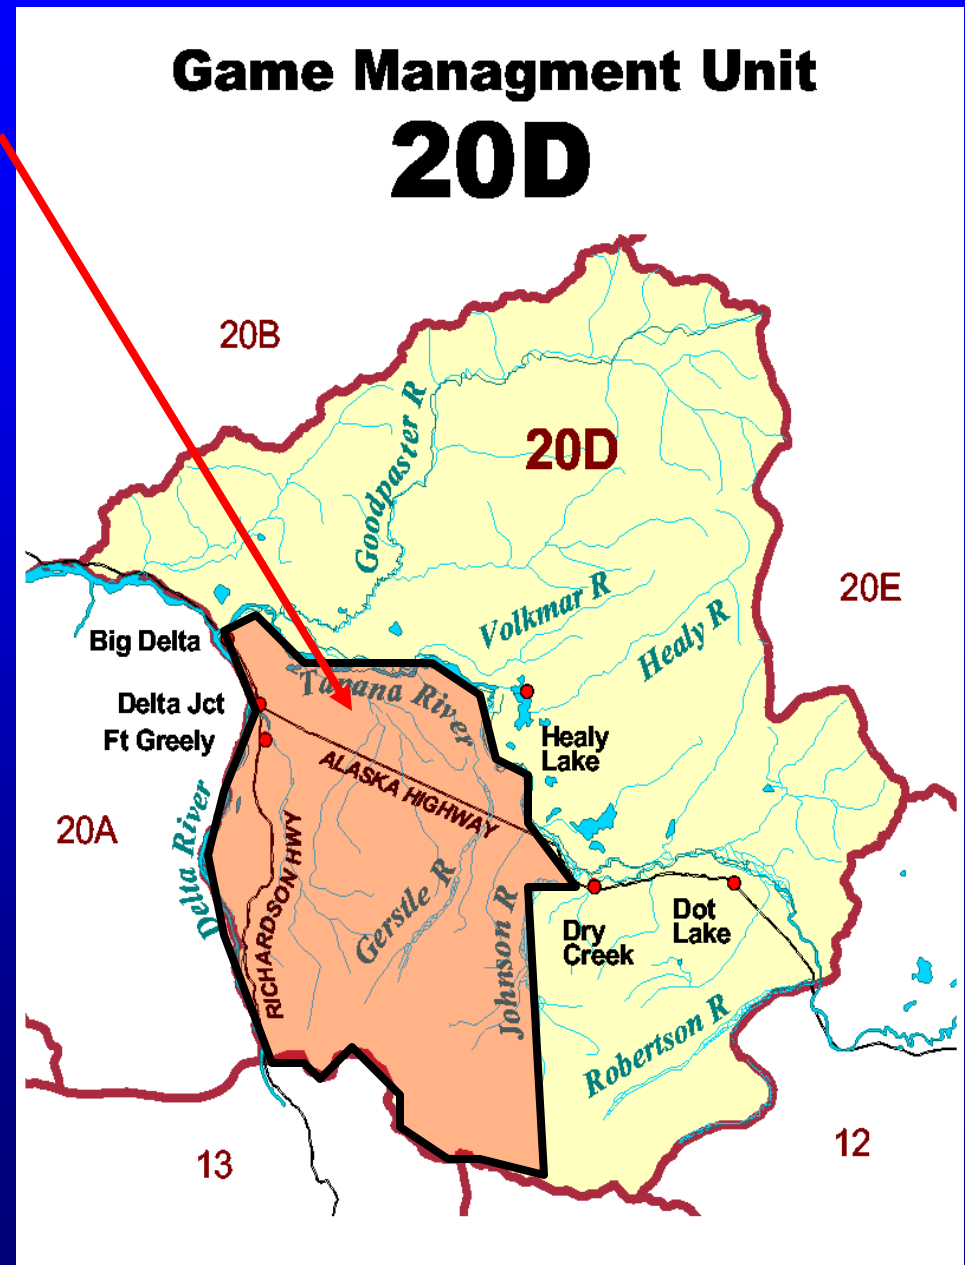 Game Managment Unit
20D
20B
Goodpaster R
20D
20E
Volkmar R
Healy R
Big Delta
Tanana River
Delta Jct
Ft Greely
Healy
Lake
ALASKA HIGHWAY
20A
Delta River
RICHARDSON HWY
Gerstle R
Johnson R
Dry
Creek
Dot
Lake
Robertson R
13
12